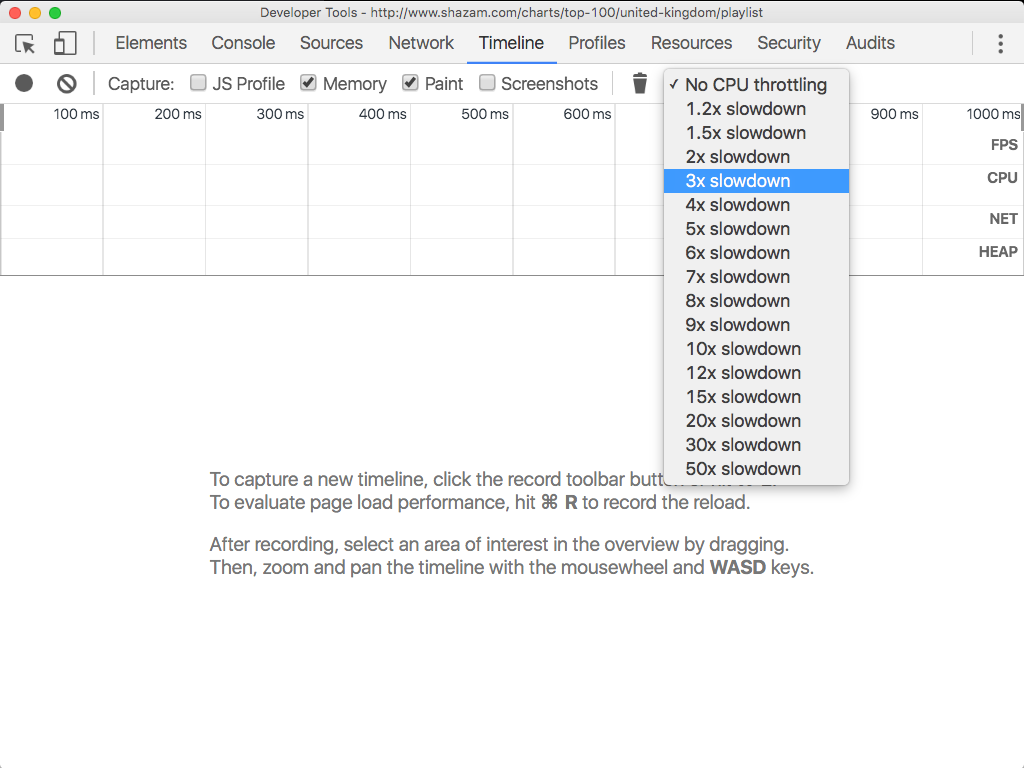 Developer Tools - http://www.shazam.com/charts/top-100/united-kingdom/playlist
Elements Console Sources Network Timeline Profiles Resources Security Audits
Capture: JS Profile Memory Paint Screenshots
✓ No CPU throttling
1.2x slowdown
1.5x slowdown
2x slowdown
3x slowdown
4x slowdown
5x slowdown
6x slowdown
7x slowdown
8x slowdown
9x slowdown
10x slowdown
12x slowdown
15x slowdown
20x slowdown
30x slowdown
50x slowdown
100 ms 200 ms 300 ms 400 ms 500 ms 600 ms 900 ms 1000 ms
FPS
CPU
NET
HEAP
To capture a new timeline, click the record toolbar
To evaluate page load performance, hit ⌘ R to record the reload.
After recording, select an area of interest in the overview by dragging.
Then, zoom and pan the timeline with the mousewheel and WASD keys.